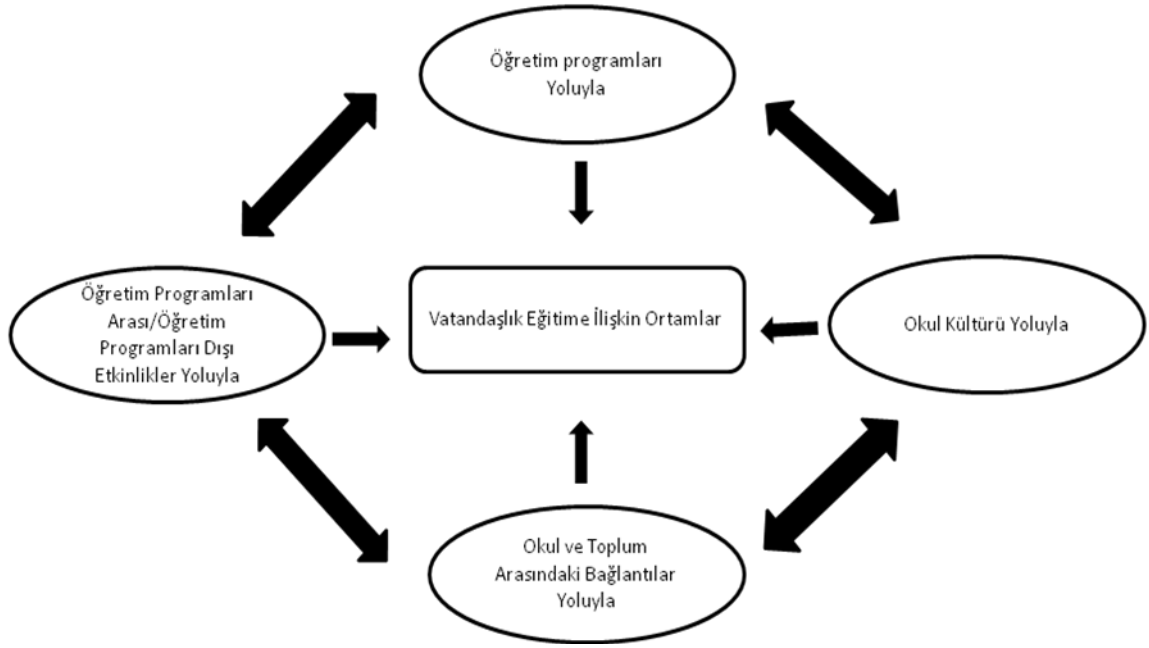 Öğretim programları
Yoluyla
Öğretim Programları
Arası/Öğretim
Programları Dışı
Etkinlikler Yoluyla
Vatandaşlık Eğitime İlişkin Ortamlar
Okul Kültürü Yoluyla
Okul ve Toplum
Arasındaki Bağlantılar
Yoluyla